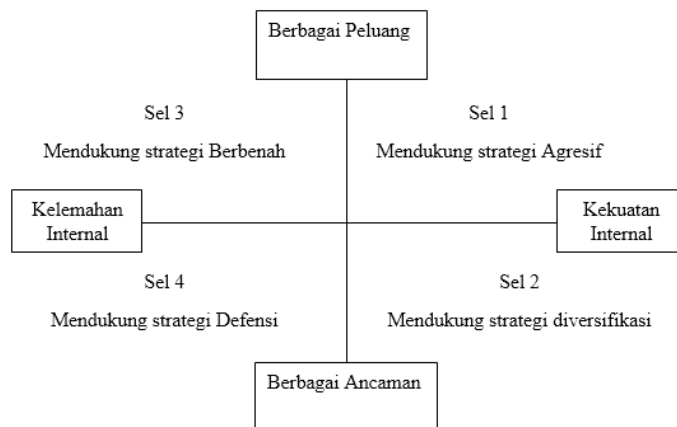 Berbagai Peluang
Sel 3
Mendukung strategi Berbenah
Sel 1
Mendukung strategi Agresif
Kelemahan
Internal
Kekuatan
Internal
Sel 4
Mendukung strategi Defensi
Sel 2
Mendukung strategi diversifikasi
Berbagai Ancaman